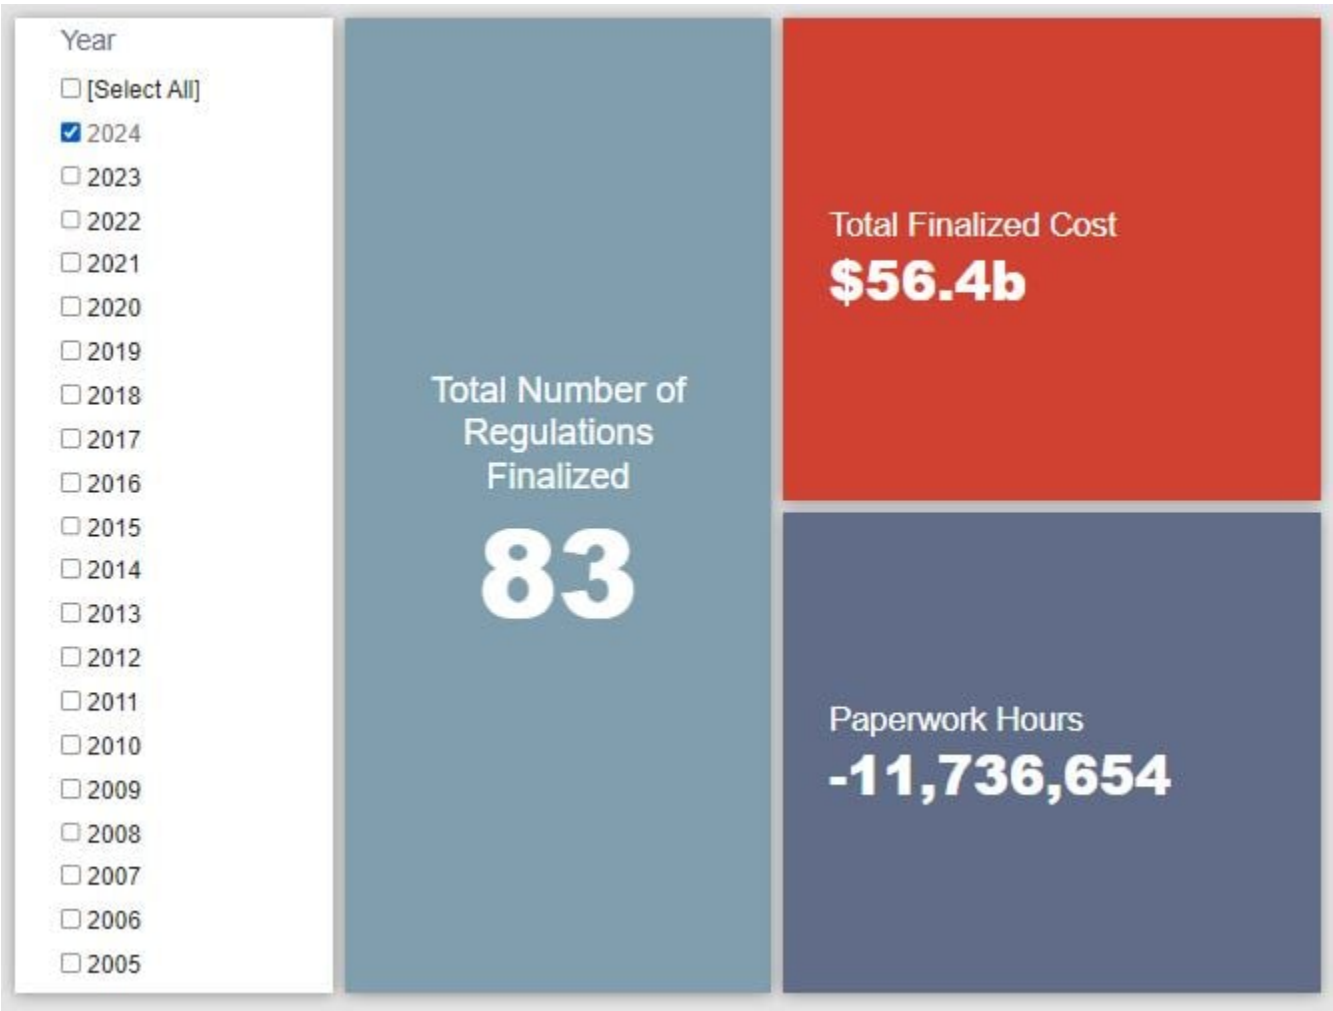 Year
[Select All]
2024
2023
2022
2021
2020
2019
2018
2017
2016
2015
2014
2013
2012
2011
2010
2009
2008
2007
2006
2005
Total Number of
Regulations
Finalized
83
Total Finalized Cost
$56.4b
Paperwork Hours
-11,736,654